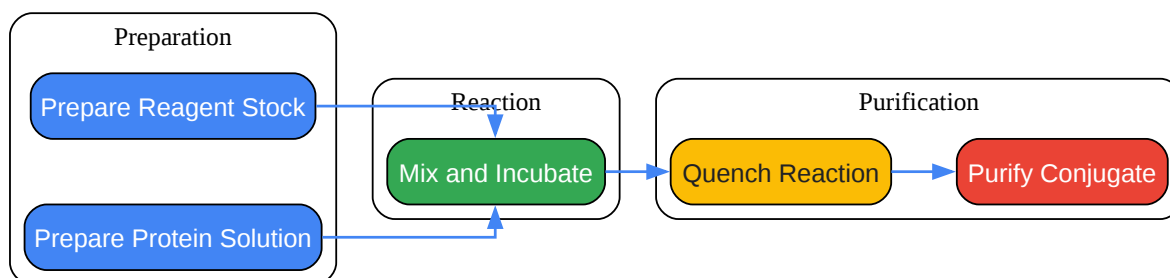 Preparation
Prepare Reagent Stock
Prepare Protein Solution
Reaction
Mix and Incubate
Purification
Quench Reaction
Purify Conjugate